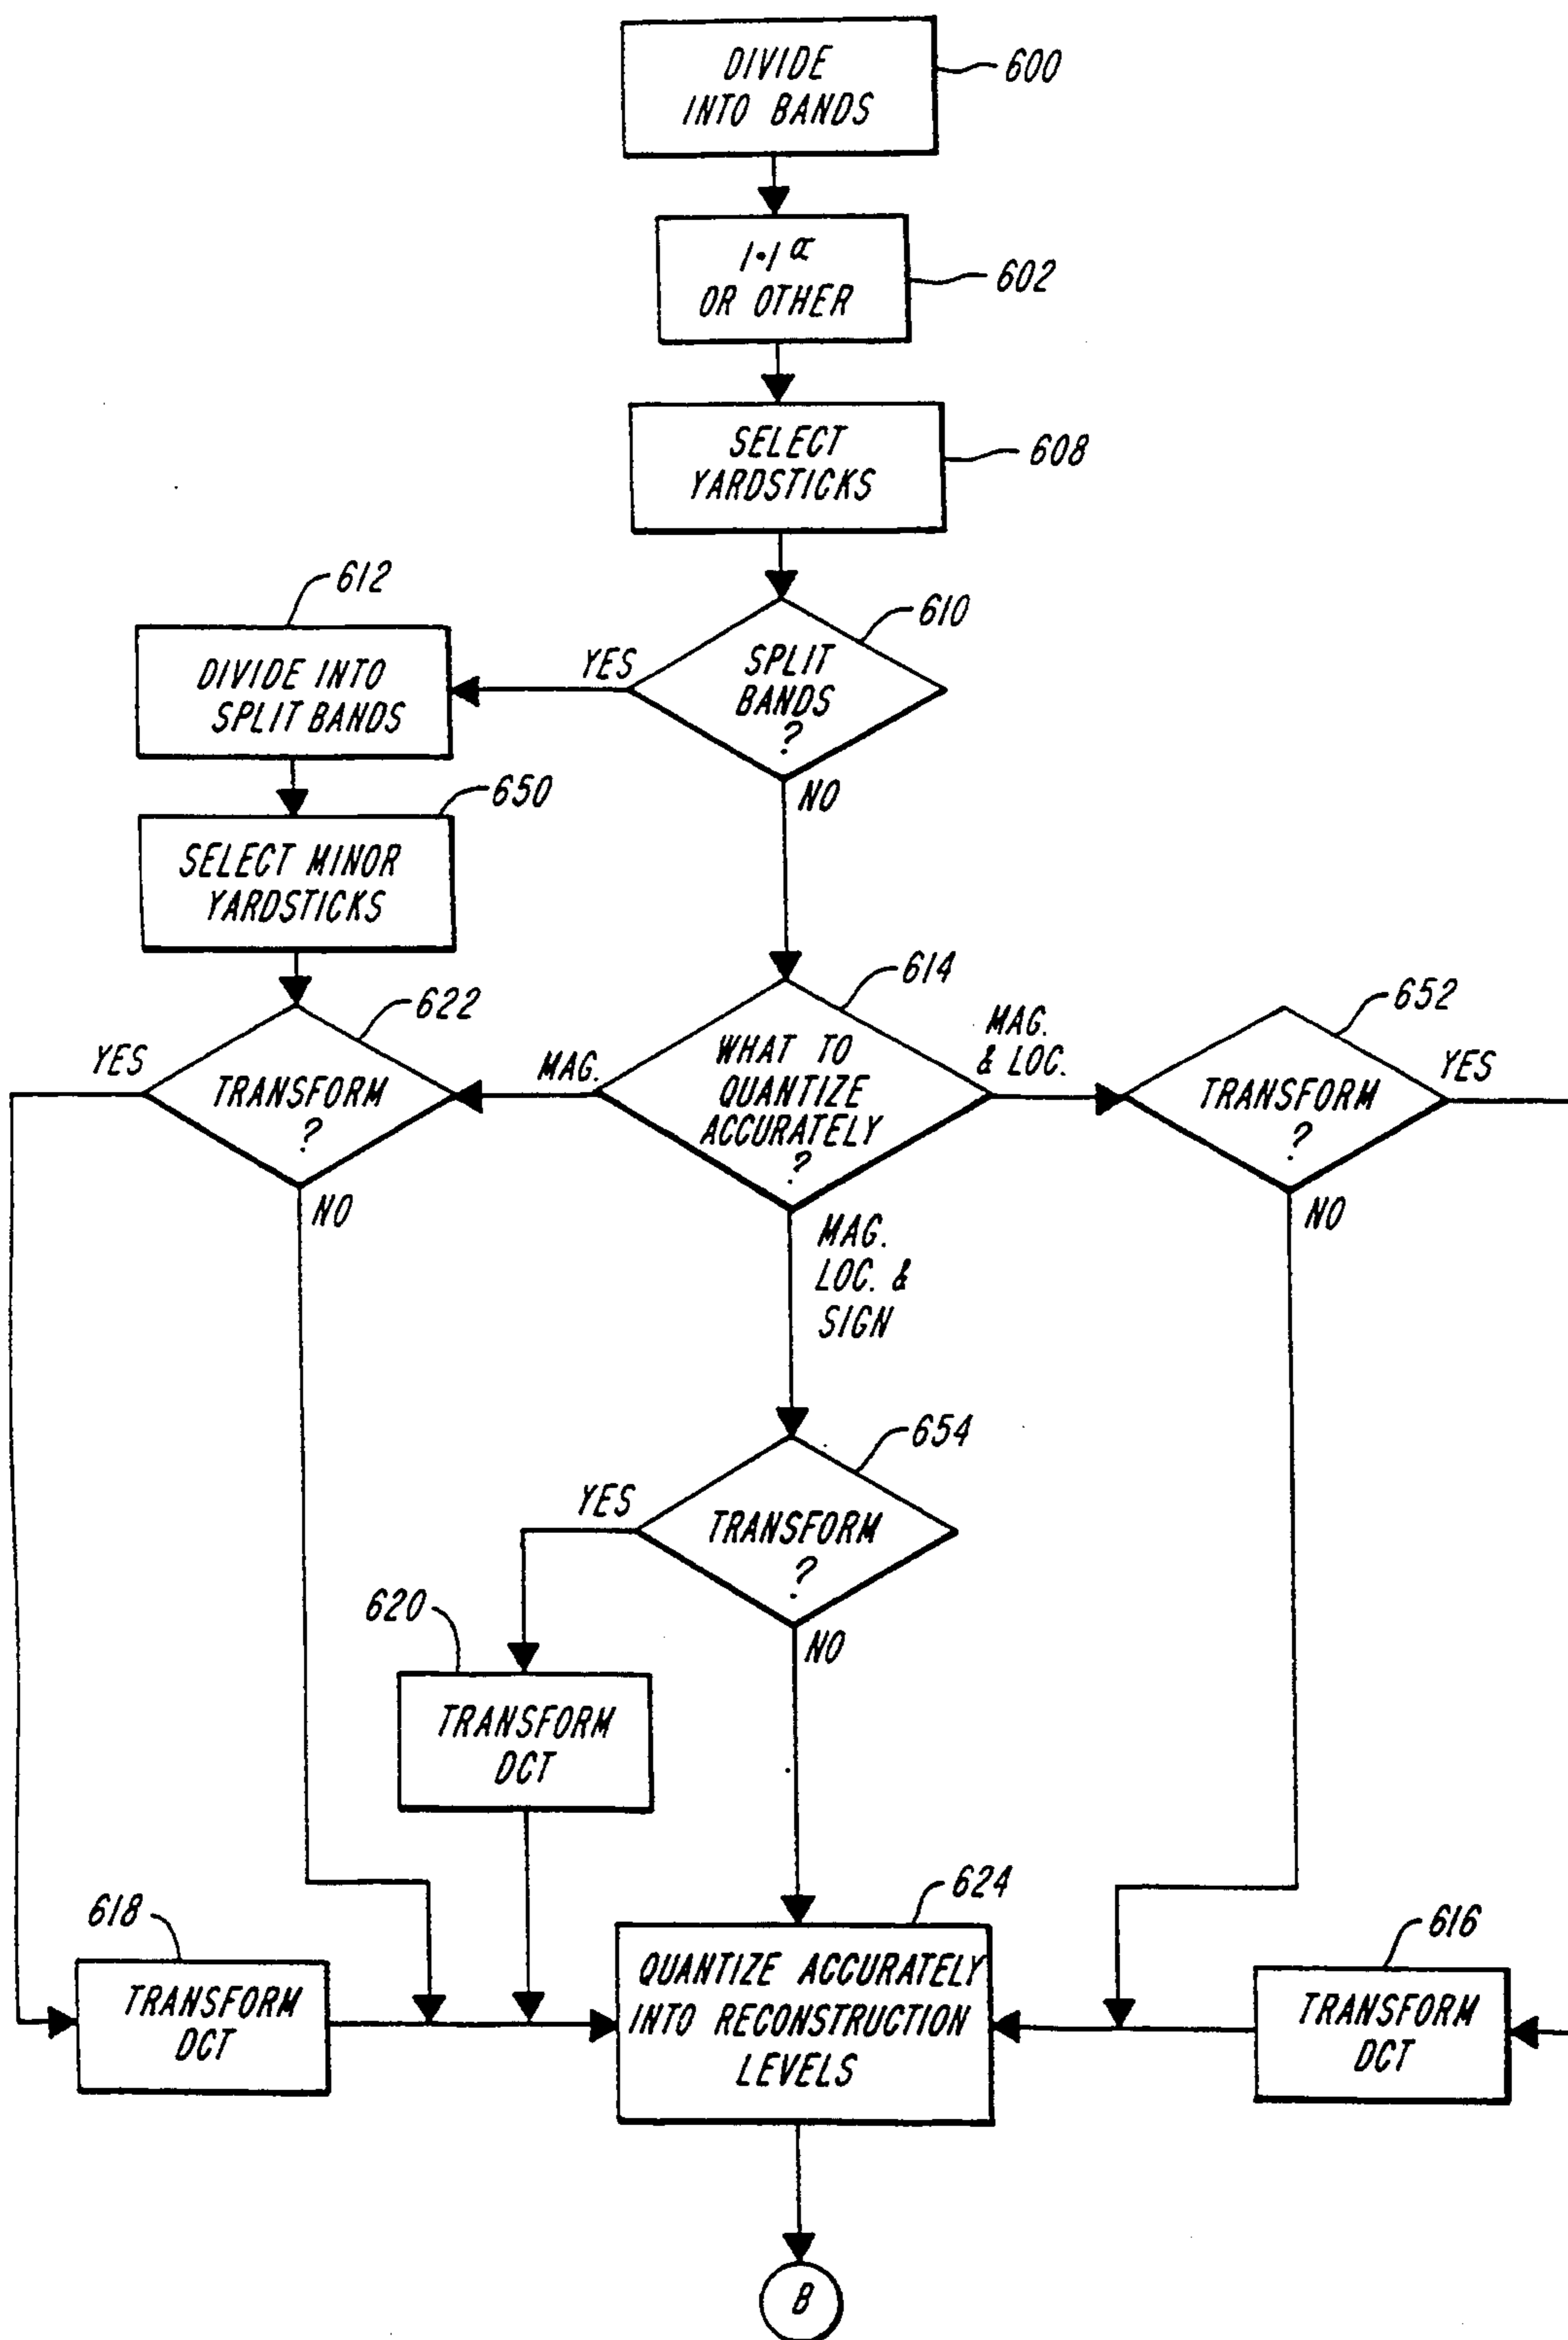 DIVIDE
INTO BANDS
600
|·|α
OR OTHER
602
SELECT
YARDSTICKS
608
612
610
DIVIDE INTO
SPLIT BANDS
YES
SPLIT
BANDS
?
NO
650
SELECT MINOR
YARDSTICKS
622
614
652
YES
TRANSFORM
?
NO
MAG.
WHAT TO
QUANTIZE
ACCURATELY
?
MAG.
& LOC.
TRANSFORM
?
YES
NO
MAG.
LOC. &
SIGN
654
YES
TRANSFORM
?
NO
620
TRANSFORM
DCT
624
618
TRANSFORM
DCT
QUANTIZE ACCURATELY
INTO RECONSTRUCTION
LEVELS
616
TRANSFORM
DCT
B